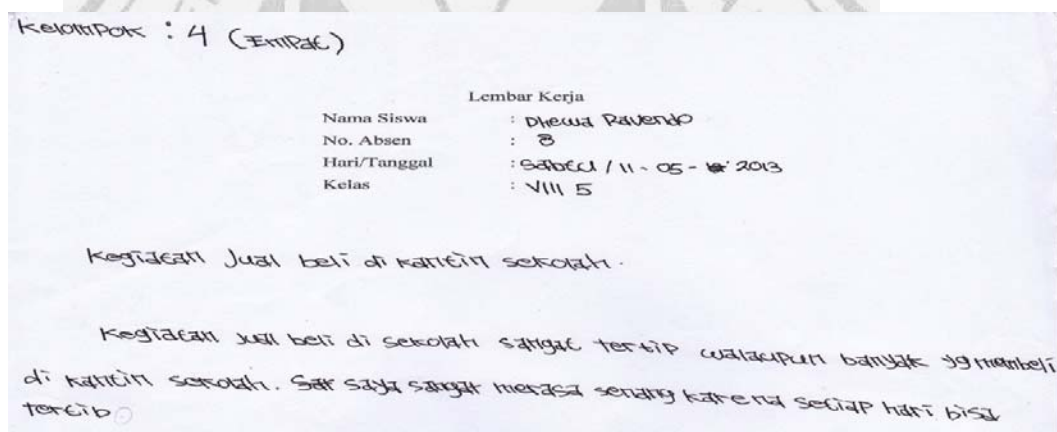 Kelompok : 4 (Empat)
Lembar Kerja
Nama Siswa : Dhewa Ravendo
No. Absen : 8
Hari/Tanggal : Sabtu / 11 - 05 - 2013
Kelas : VIII 5
Kegiatan Jual beli di kantin sekolah.
Kegiatan jual beli di sekolah sangat tertip walaupun banyak yg membeli
di kantin sekolah. Saya sangat merasa senang karena setiap hari bisa
tertib